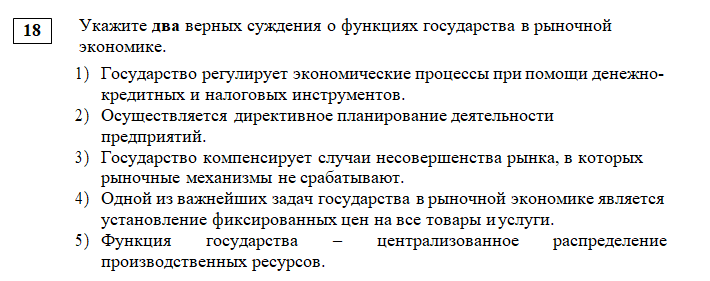 18
Укажите два верных суждения о функциях государства в рыночной
экономике.
1) Государство регулирует экономические процессы при помощи денежно-
кредитных и налоговых инструментов.
2) Осуществляется директивное планирование деятельности
предприятий.
3) Государство компенсирует случаи несовершенства рынка, в которых
рыночные механизмы не срабатывают.
4) Одной из важнейших задач государства в рыночной экономике является
установление фиксированных цен на все товары и услуги.
5) Функция государства – централизованное распределение
производственных ресурсов.